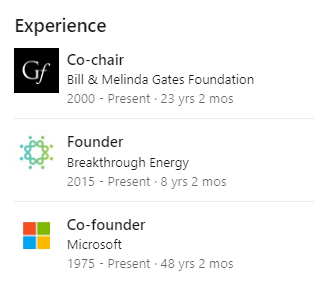 Experience
Gf
Co-chair
Bill & Melinda Gates Foundation
2000 - Present · 23 yrs 2 mos
Founder
Breakthrough Energy
2015 - Present · 8 yrs 2 mos
Co-founder
Microsoft
1975 - Present · 48 yrs 2 mos